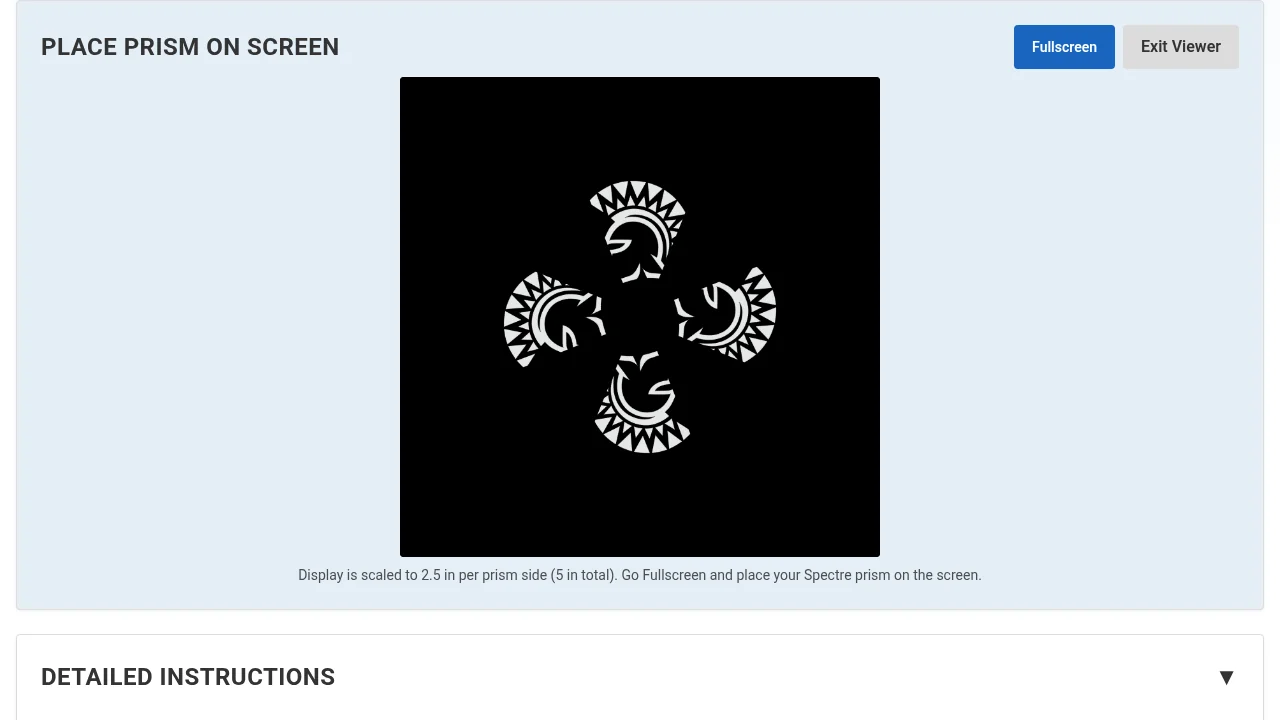 PLACE PRISM ON SCREEN
Fullscreen
Exit Viewer
Display is scaled to 2.5 in per prism side (5 in total). Go Fullscreen and place your Spectre prism on the screen.
DETAILED INSTRUCTIONS ▼